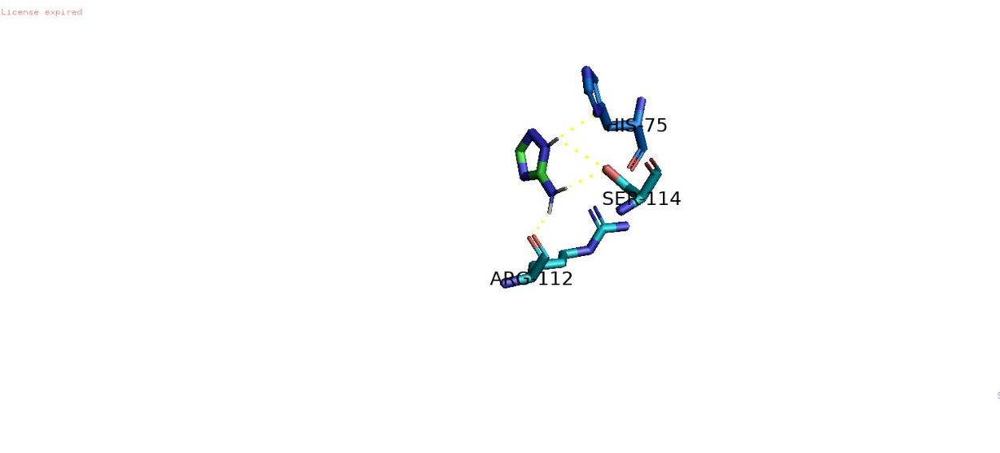 License expired
HIS-75
SER-114
ARG-112
S